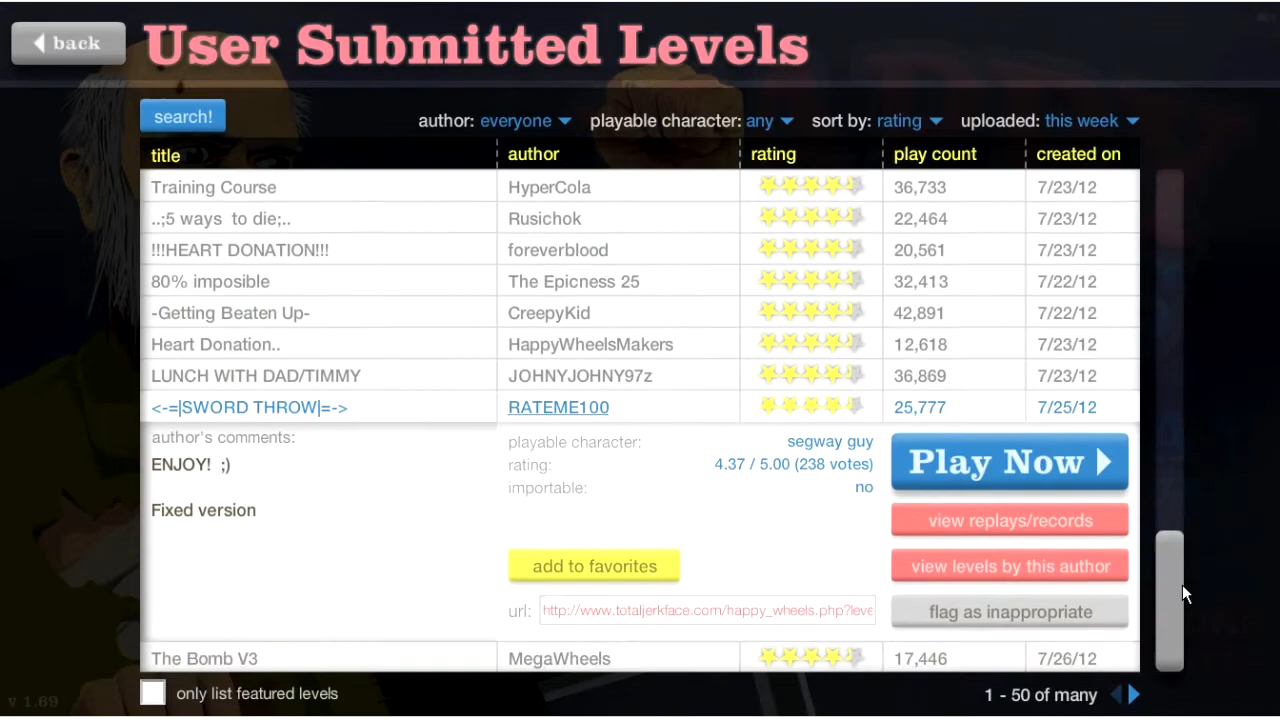 back
User Submitted Levels
search!
author: everyone playable character: any sort by: rating uploaded: this week
title author rating play count created on
Training Course HyperCola 36,733 7/23/12
..;5 ways to die;.. Rusichok 22,464 7/23/12
!!!HEART DONATION!!! foreverblood 20,561 7/23/12
80% imposible The Epicness 25 32,413 7/22/12
-Getting Beaten Up- CreepyKid 42,891 7/22/12
Heart Donation.. HappyWheelsMakers 12,618 7/23/12
LUNCH WITH DAD/TIMMY JOHNYJOHNY97z 36,869 7/23/12
<-=|SWORD THROW|=-> RATEME100 25,777 7/25/12
author's comments:
ENJOY! ;)
Fixed version
playable character: segway guy
rating: 4.37 / 5.00 (238 votes)
importable: no
add to favorites
url: http://www.totaljerkface.com/happy_wheels.php?leve
Play Now
view replays/records
view levels by this author
flag as inappropriate
The Bomb V3 MegaWheels 17,446 7/26/12
only list featured levels 1 - 50 of many
v 1.69